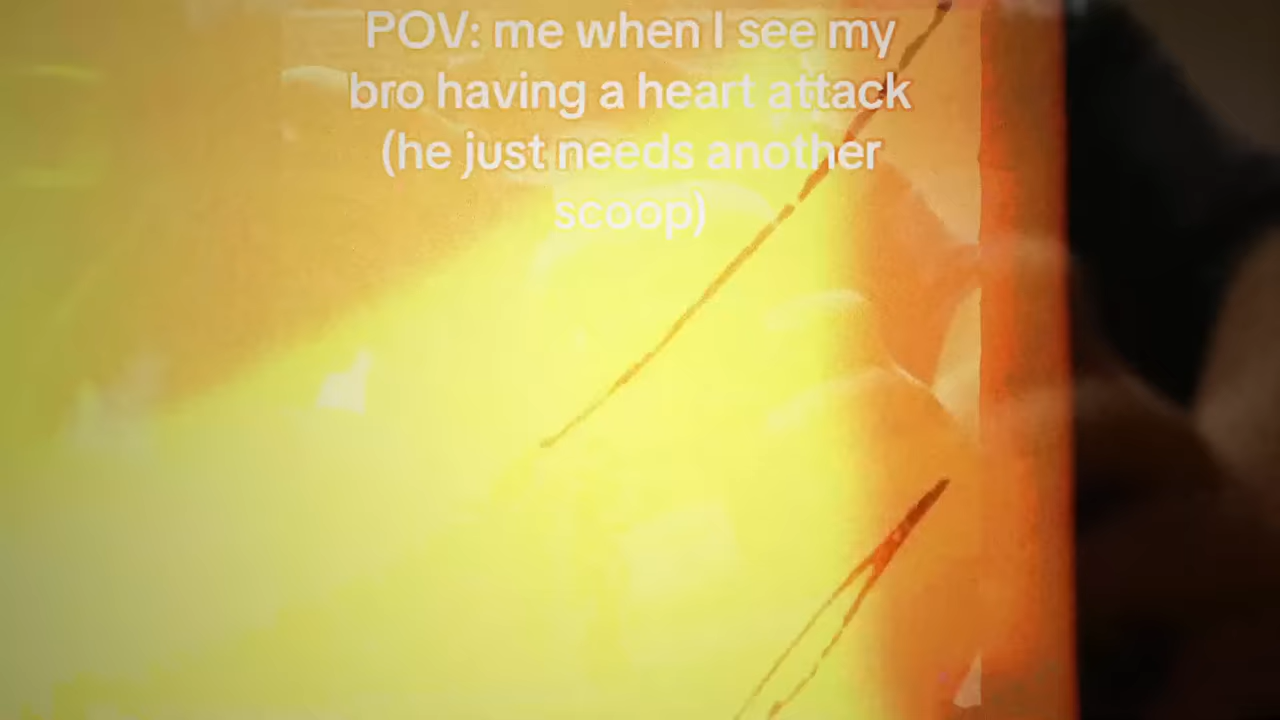 POV: me when I see my
bro having a heart attack
(he just needs another
scoop)